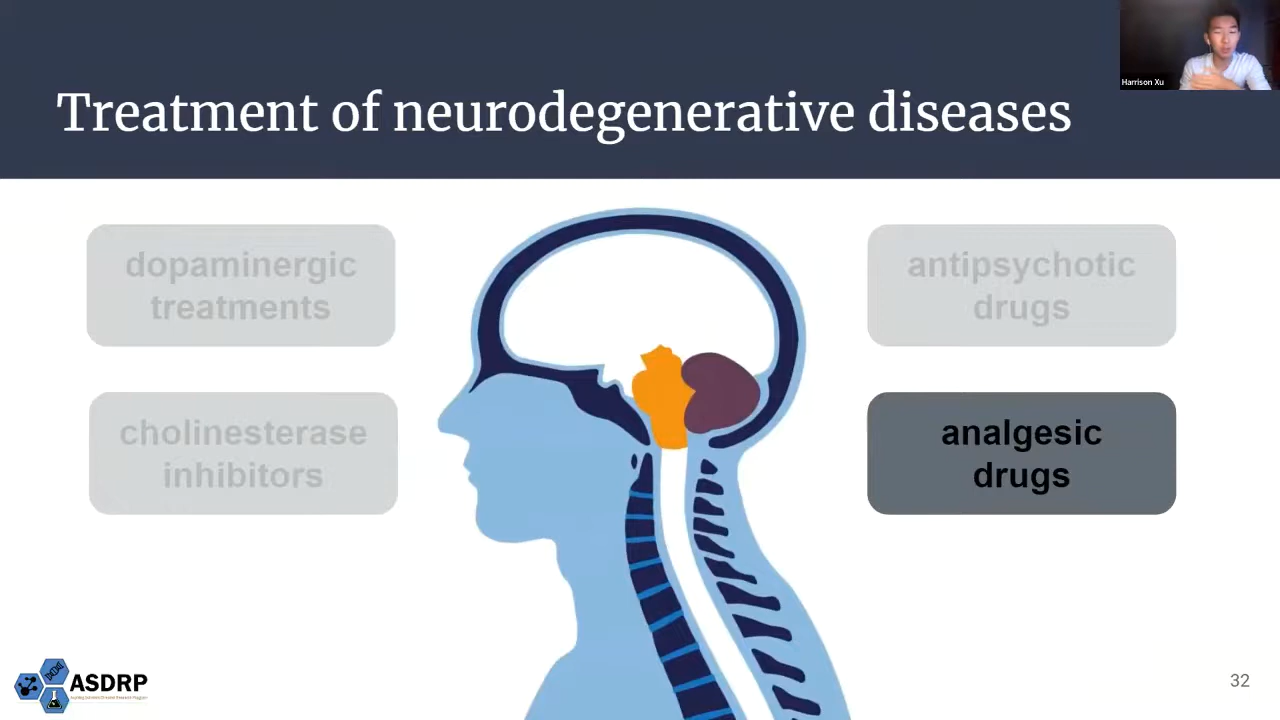 Harrison Xu
Treatment of neurodegenerative diseases
dopaminergic
treatments
antipsychotic
drugs
cholinesterase
inhibitors
analgesic
drugs
ASDRP
32